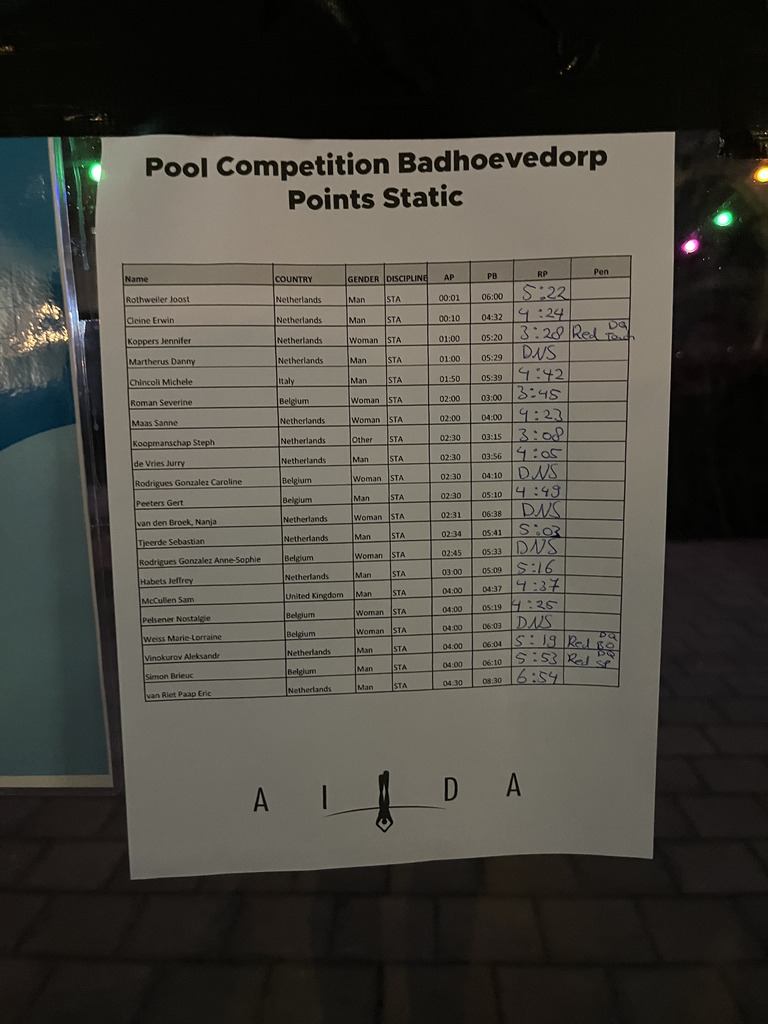 Pool Competition Badhoevedorp
Points Static
Name COUNTRY GENDER DISCIPLINE AP PB RP Pen
Rothweiler Joost Netherlands Man STA 00:01 06:00 5:22
Cleine Erwin Netherlands Man STA 00:10 04:32 4:24
Koppers Jennifer Netherlands Woman STA 01:00 05:20 3:28 Red DQ Touch
Martherus Danny Netherlands Man STA 01:00 05:29 DNS
Chincoli Michele Italy Man STA 01:50 05:39 4:42
Roman Severine Belgium Woman STA 02:00 03:00 3:45
Maas Sanne Netherlands Woman STA 02:00 04:00 4:23
Koopmanschap Steph Netherlands Other STA 02:30 03:15 3:08
de Vries Jurry Netherlands Man STA 02:30 03:56 4:05
Rodrigues Gonzalez Caroline Belgium Woman STA 02:30 04:10 DNS
Peeters Gert Belgium Man STA 02:30 05:10 4:49
van den Broek, Nanja Netherlands Woman STA 02:31 06:38 DNS
Tjeerde Sebastian Netherlands Man STA 02:34 05:41 5:03
Rodrigues Gonzalez Anne-Sophie Belgium Woman STA 02:45 05:33 DNS
Habets Jeffrey Netherlands Man STA 03:00 05:09 5:16
McCullen Sam United Kingdom Man STA 04:00 04:37 4:37
Pelsener Nostalgie Belgium Woman STA 04:00 05:19 4:25
Weiss Marie-Lorraine Belgium Woman STA 04:00 06:03 DNS
Vinokurov Aleksandr Netherlands Man STA 04:00 06:04 5:19 Red DQ BO
Simon Brieuc Belgium Man STA 04:00 06:10 5:53 Red DQ SP
van Riet Paap Eric Netherlands Man STA 04:30 08:30 6:54
A I D A